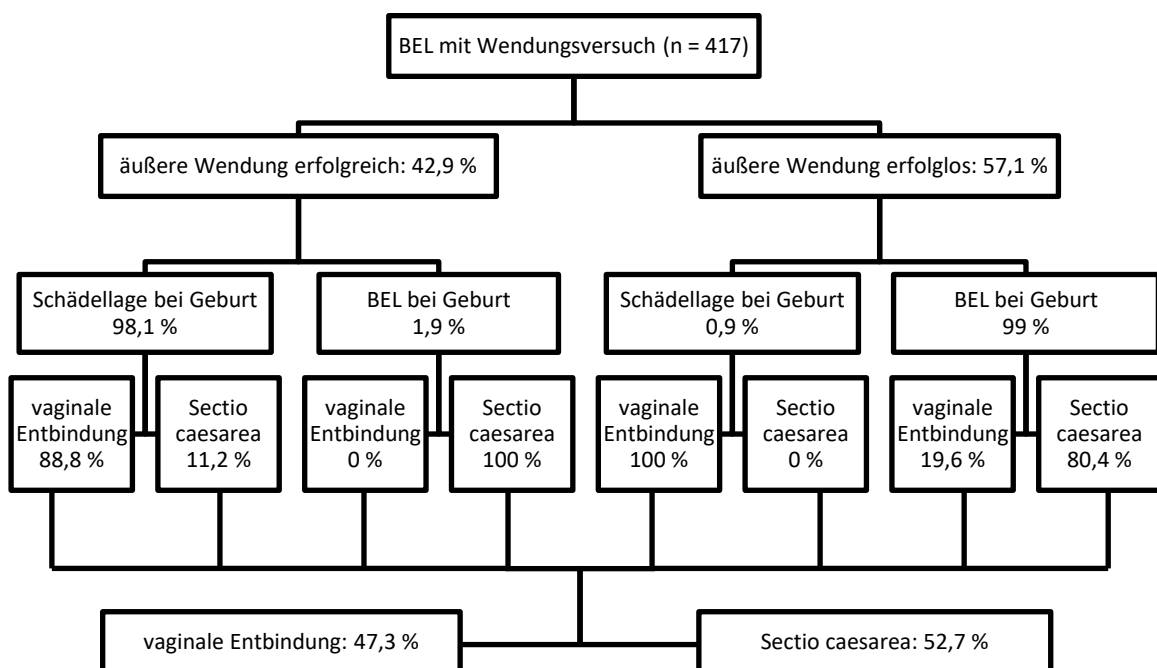 BEL mit Wendungsversuch (n = 417)
äußere Wendung erfolgreich: 42,9 %
äußere Wendung erfolglos: 57,1 %
Schädellage bei Geburt
98,1 %
BEL bei Geburt
1,9 %
Schädellage bei Geburt
0,9 %
BEL bei Geburt
99 %
vaginale
Entbindung
88,8 %
Sectio
caesarea
11,2 %
vaginale
Entbindung
0 %
Sectio
caesarea
100 %
vaginale
Entbindung
100 %
Sectio
caesarea
0 %
vaginale
Entbindung
19,6 %
Sectio
caesarea
80,4 %
vaginale Entbindung: 47,3 %
Sectio caesarea: 52,7 %